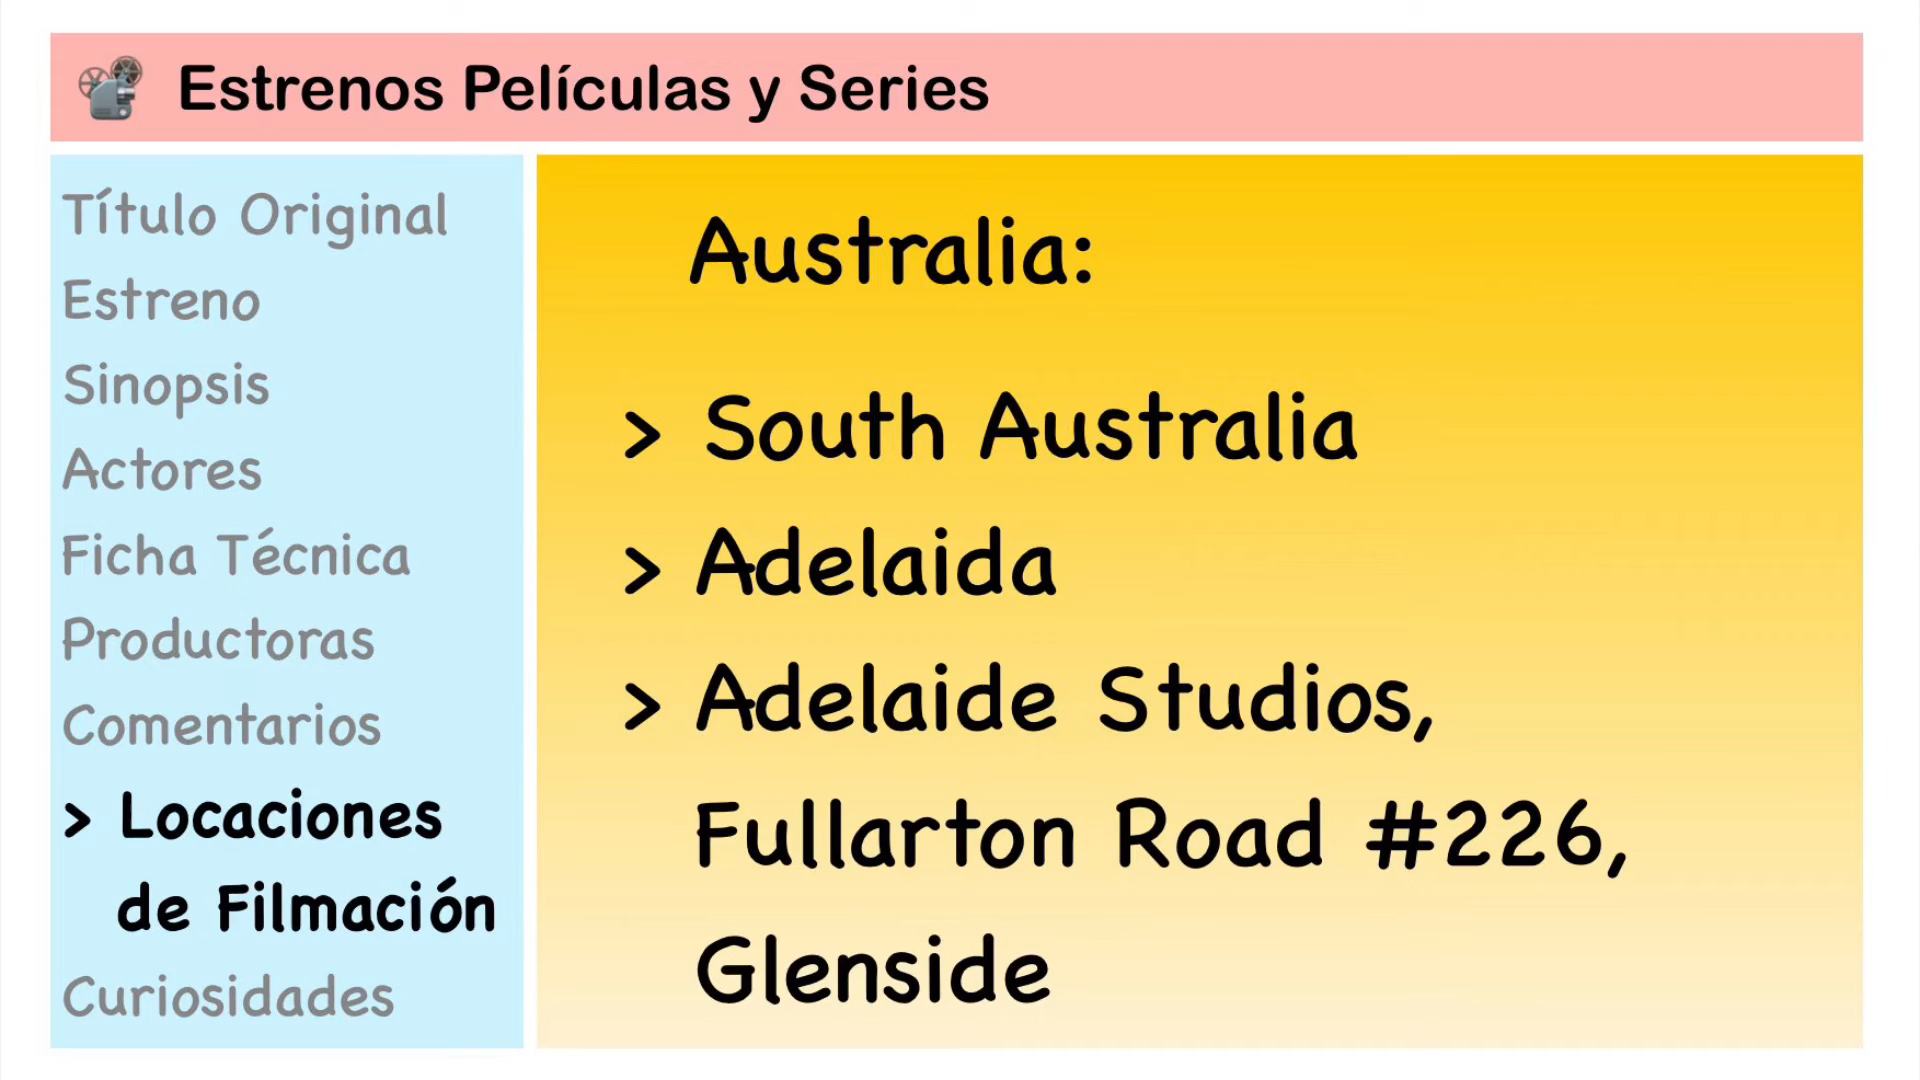 Estrenos Películas y Series
Título Original
Estreno
Sinopsis
Actores
Ficha Técnica
Productoras
Comentarios
> Locaciones
de Filmación
Curiosidades
Australia:
> South Australia
> Adelaida
> Adelaide Studios,
Fullarton Road #226,
Glenside